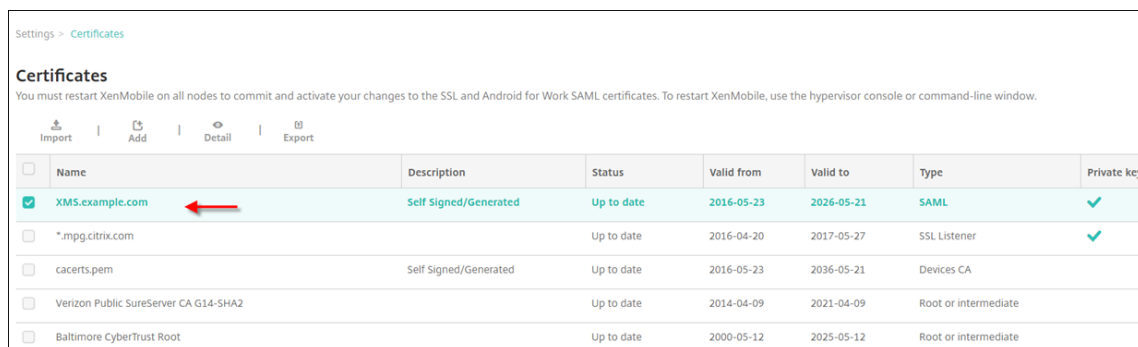 Settings > Certificates
Certificates
You must restart XenMobile on all nodes to commit and activate your changes to the SSL and Android for Work SAML certificates. To restart XenMobile, use the hypervisor console or command-line window.
Import | Add | Detail | Export
Name Description Status Valid from Valid to Type Private key
XMS.example.com Self Signed/Generated Up to date 2016-05-23 2026-05-21 SAML
*.mpg.citrix.com Up to date 2016-04-20 2017-05-27 SSL Listener
cacerts.pem Self Signed/Generated Up to date 2016-05-23 2036-05-21 Devices CA
Verizon Public SureServer CA G14-SHA2 Up to date 2014-04-09 2021-04-09 Root or intermediate
Baltimore CyberTrust Root Up to date 2000-05-12 2025-05-12 Root or intermediate